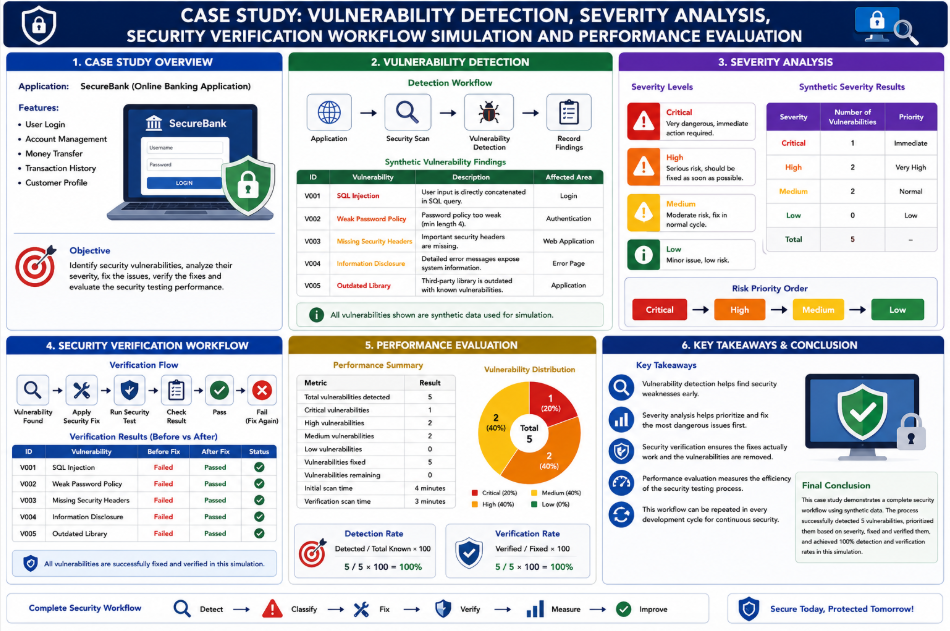 CASE STUDY: VULNERABILITY DETECTION, SEVERITY ANALYSIS,
SECURITY VERIFICATION WORKFLOW SIMULATION AND PERFORMANCE EVALUATION
1. CASE STUDY OVERVIEW
Application: SecureBank (Online Banking Application)
Features:
• User Login
• Account Management
• Money Transfer
• Transaction History
• Customer Profile
SecureBank
Username
Password
LOGIN
Objective
Identify security vulnerabilities, analyze their
severity, fix the issues, verify the fixes and
evaluate the security testing performance.
2. VULNERABILITY DETECTION
Detection Workflow
Application
Security Scan
Vulnerability
Detection
Record
Findings
Synthetic Vulnerability Findings
ID Vulnerability Description Affected Area
V001 SQL Injection User input is directly concatenated
in SQL query. Login
V002 Weak Password Policy Password policy too weak
(min length 4). Authentication
V003 Missing Security Headers Important security headers
are missing. Web Application
V004 Information Disclosure Detailed error messages expose
system information. Error Page
V005 Outdated Library Third-party library is outdated
with known vulnerabilities. Application
All vulnerabilities shown are synthetic data used for simulation.
3. SEVERITY ANALYSIS
Severity Levels
Critical
Very dangerous, immediate
action required.
High
Serious risk, should be
fixed as soon as possible.
Medium
Moderate risk, fix in
normal cycle.
Low
Minor issue, low risk.
Synthetic Severity Results
Severity Number of
Vulnerabilities Priority
Critical 1 Immediate
High 2 Very High
Medium 2 Normal
Low 0 Low
Total 5 –
Risk Priority Order
Critical High Medium Low
4. SECURITY VERIFICATION WORKFLOW
Verification Flow
Vulnerability
Found
Apply
Security Fix
Run Security
Test
Check
Result
Pass
Fail
(Fix Again)
Verification Results (Before vs After)
ID Vulnerability Before Fix After Fix Status
V001 SQL Injection Failed Passed
V002 Weak Password Policy Failed Passed
V003 Missing Security Headers Failed Passed
V004 Information Disclosure Failed Passed
V005 Outdated Library Failed Passed
All vulnerabilities are successfully fixed and verified in this simulation.
5. PERFORMANCE EVALUATION
Performance Summary
Metric Result
Total vulnerabilities detected 5
Critical vulnerabilities 1
High vulnerabilities 2
Medium vulnerabilities 2
Low vulnerabilities 0
Vulnerabilities fixed 5
Vulnerabilities remaining 0
Initial scan time 4 minutes
Verification scan time 3 minutes
Vulnerability Distribution
1
(20%)
2
(40%)
Total
5
2
(40%)
Critical (20%) Medium (40%)
High (40%) Low (0%)
Detection Rate
Detected / Total Known × 100
5 / 5 × 100 = 100%
Verification Rate
Verified / Fixed × 100
5 / 5 × 100 = 100%
6. KEY TAKEAWAYS & CONCLUSION
Key Takeaways
Vulnerability detection helps find security
weaknesses early.
Severity analysis helps prioritize and fix
the most dangerous issues first.
Security verification ensures the fixes actually
work and the vulnerabilities are removed.
Performance evaluation measures the efficiency
of the security testing process.
This workflow can be repeated in every
development cycle for continuous security.
Final Conclusion
This case study demonstrates a complete security
workflow using synthetic data. The process
successfully detected 5 vulnerabilities, prioritized
them based on severity, fixed and verified them,
and achieved 100% detection and verification
rates in this simulation.
Complete Security Workflow Detect Classify Fix Verify Measure Improve
Secure Today, Protected Tomorrow!